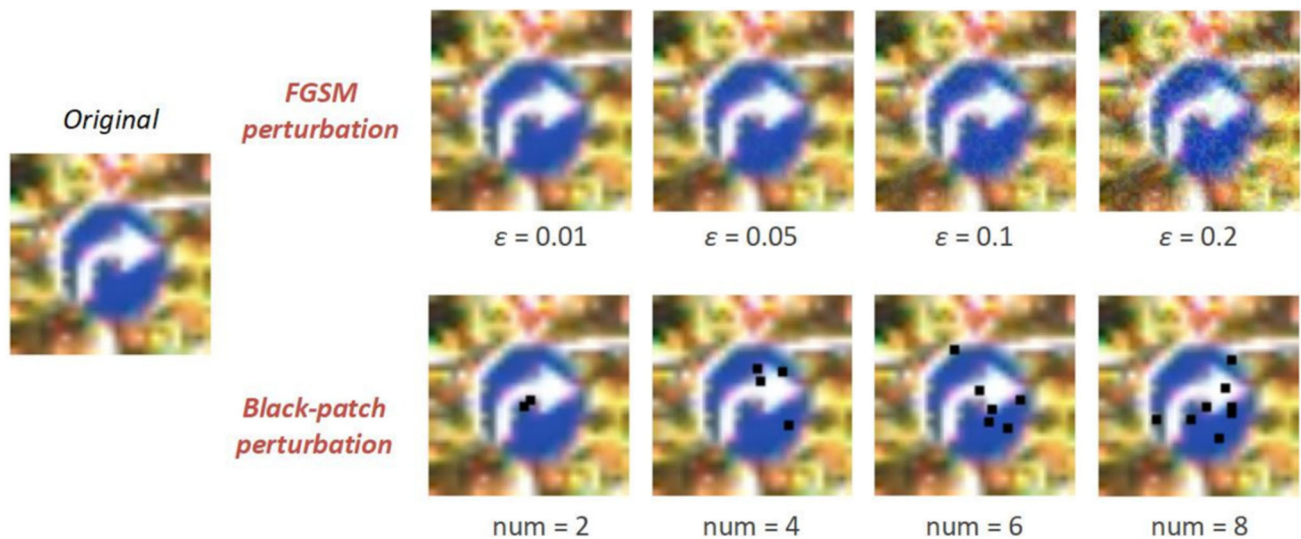 Original
FGSM
perturbation
ε = 0.01
ε = 0.05
ε = 0.1
ε = 0.2
Black-patch
perturbation
num = 2
num = 4
num = 6
num = 8